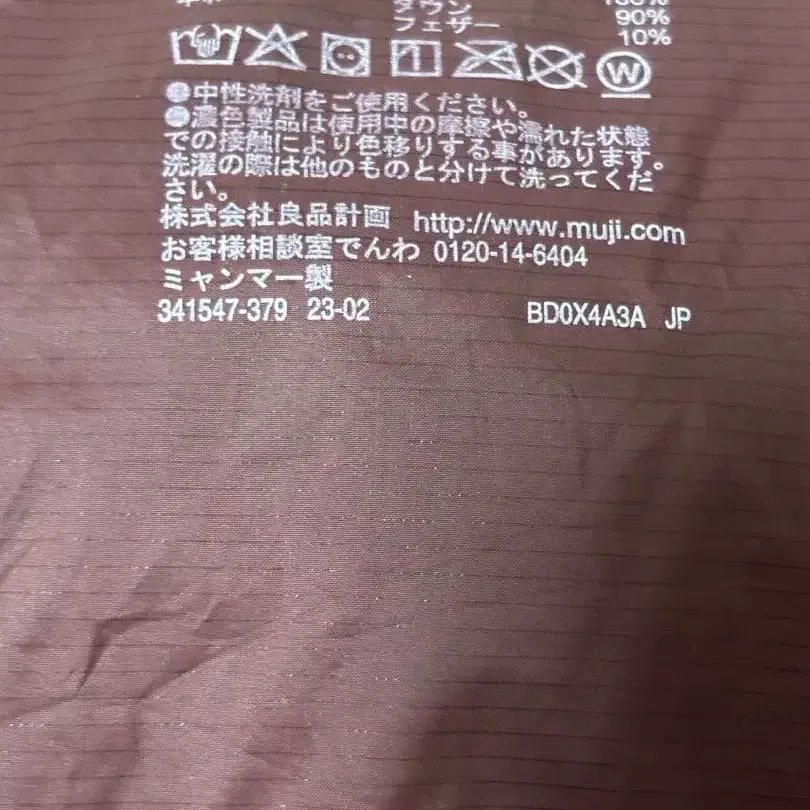 100%
ダウン 90%
フェザー 10%
W
●中性洗剤をご使用ください。
●濃色製品は使用中の摩擦や濡れた状態
での接触により色移りする事があります。
洗濯の際は他のものと分けて洗ってくだ
さい。
株式会社良品計画 http://www.muji.com
お客様相談室でんわ 0120-14-6404
ミャンマー製
341547-379 23-02 BD0X4A3A JP